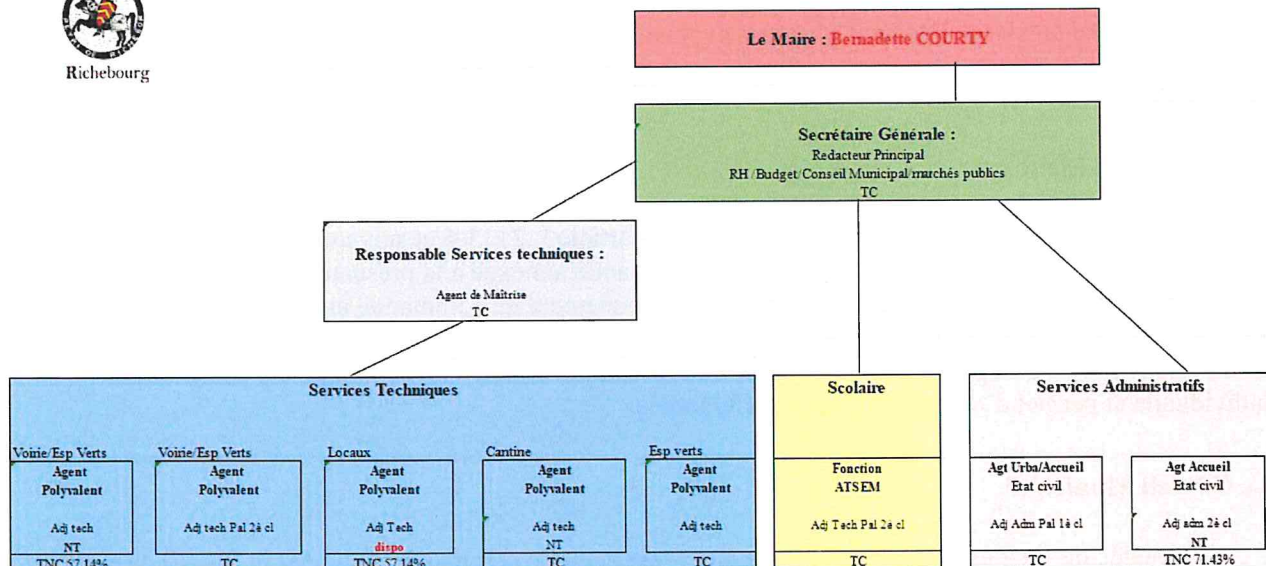 Richebourg
Le Maire : Bernadette COURTY
Secrétaire Générale :
Redacteur Principal
RH /Budget/Conseil Municipal/marchés publics
TC
Responsable Services techniques :
Agent de Maîtrise
TC
Services Techniques
Voirie/Esp Verts
Agent
Polyvalent
Adj tech
NT
TNC 57.14%
Voirie/Esp Verts
Agent
Polyvalent
Adj tech Pal 2è cl
TC
Locaux
Agent
Polyvalent
Adj Tech
dispo
TNC 57.14%
Cantine
Agent
Polyvalent
Adj tech
NT
TC
Esp verts
Agent
Polyvalent
Adj tech
TC
Scolaire
Fonction
ATSEM
Adj Tech Pal 2è cl
TC
Services Administratifs
Agt Urba/Accueil
Etat civil
Adj Adm Pal 1è cl
TC
Agt Accueil
Etat civil
Adj adm 2è cl
NT
TNC 71.43%